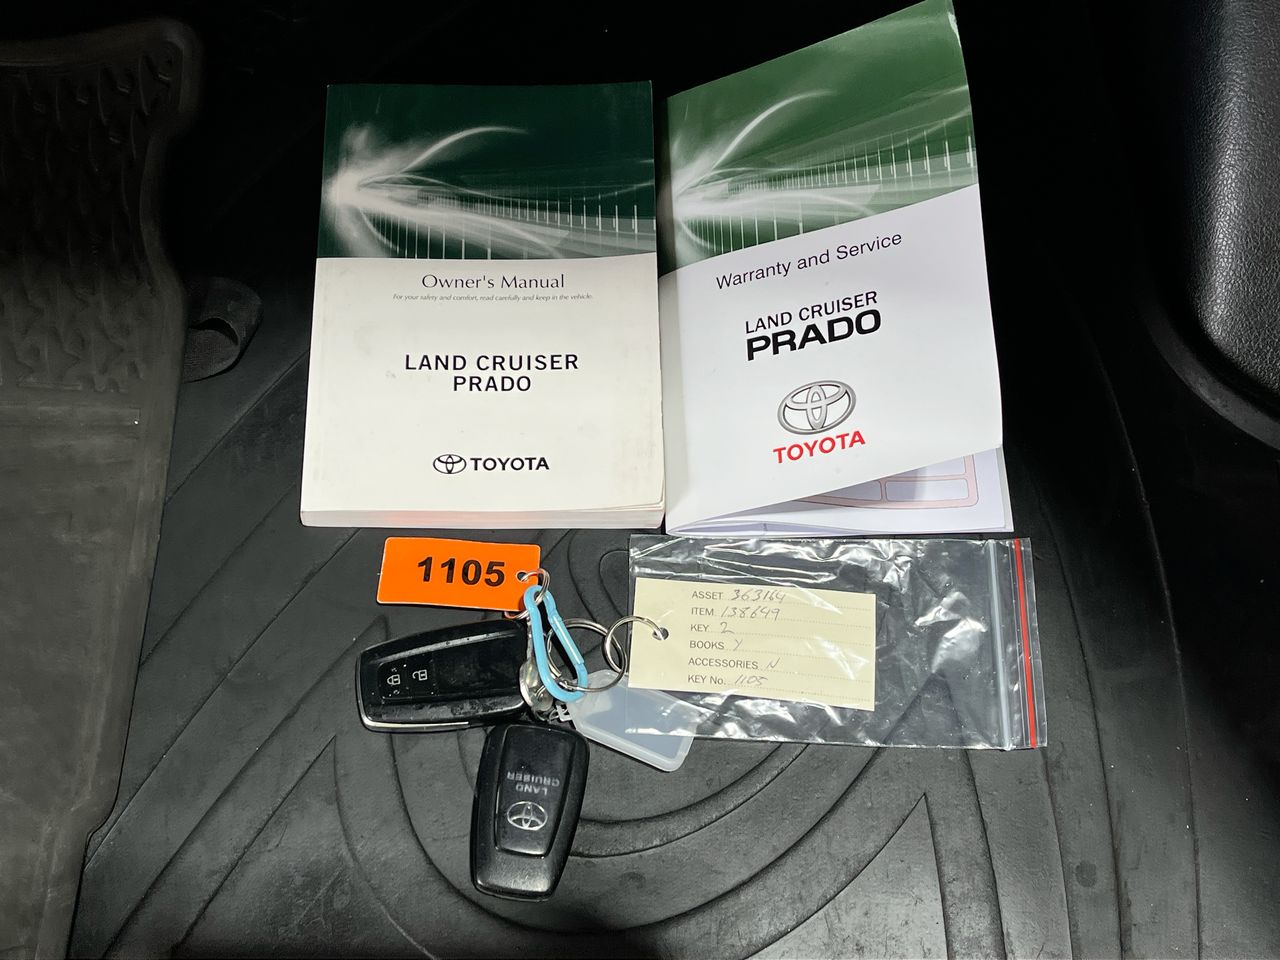 Owner's Manual
For your safety and comfort, read carefully and keep in the vehicle.
LAND CRUISER
PRADO
TOYOTA
Warranty and Service
LAND CRUISER
PRADO
TOYOTA
1105
ASSET 363164
ITEM 138649
KEY 2
BOOKS Y
ACCESSORIES N
KEY No. 1105
LAND
CRUISER